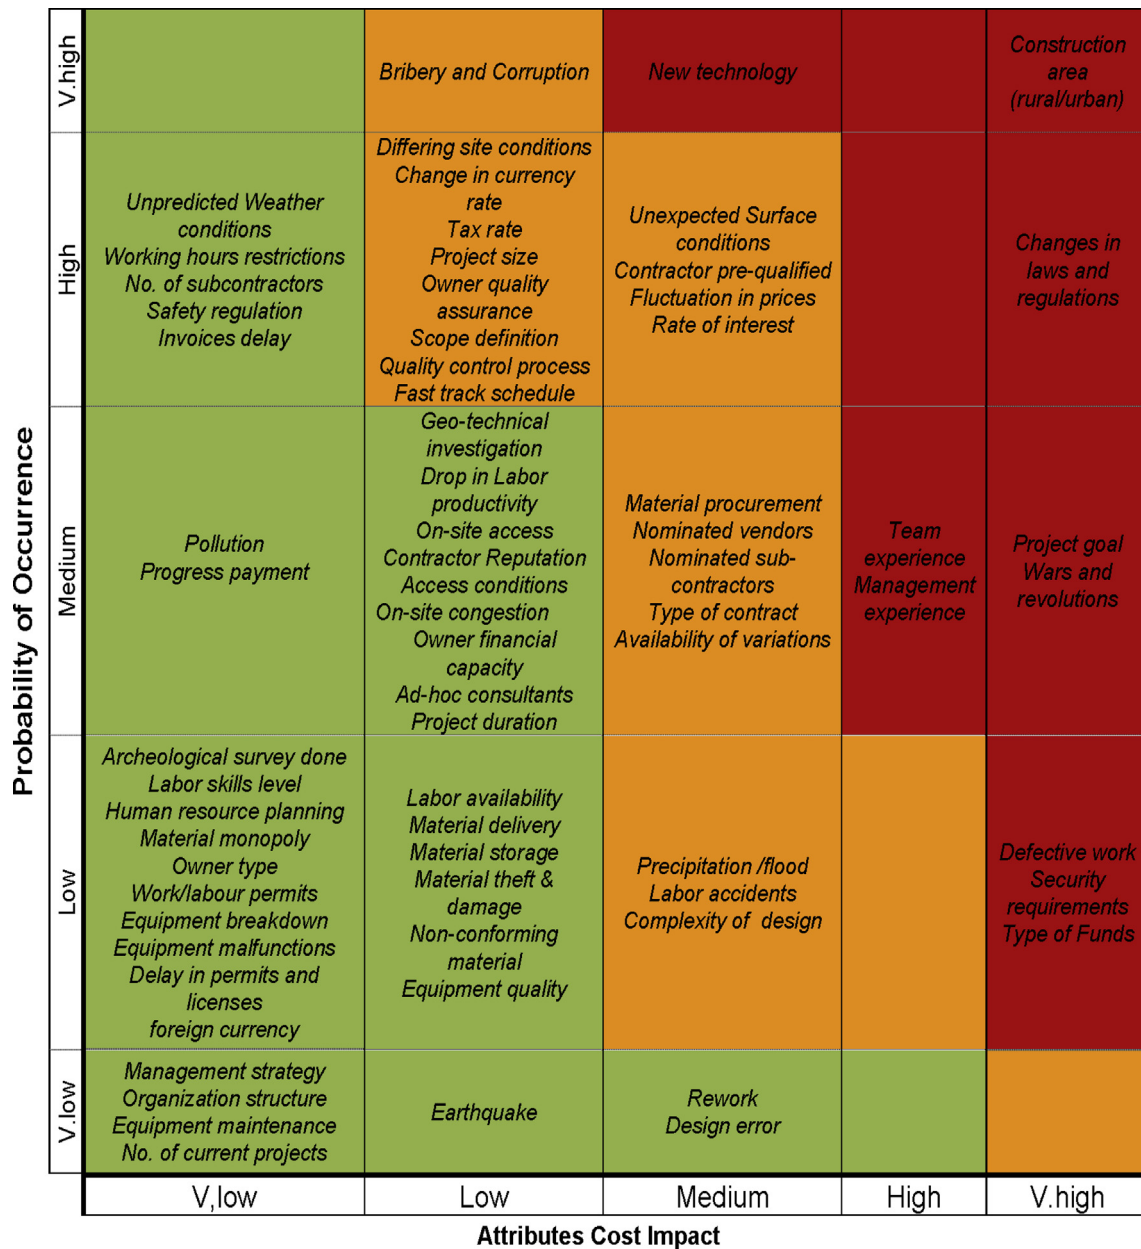 Probability of Occurrence
V.high
Bribery and Corruption
New technology
Construction
area
(rural/urban)
High
Unpredicted Weather
conditions
Working hours restrictions
No. of subcontractors
Safety regulation
Invoices delay
Differing site conditions
Change in currency
rate
Tax rate
Project size
Owner quality
assurance
Scope definition
Quality control process
Fast track schedule
Unexpected Surface
conditions
Contractor pre-qualified
Fluctuation in prices
Rate of interest
Changes in
laws and
regulations
Medium
Pollution
Progress payment
Geo-technical
investigation
Drop in Labor
productivity
On-site access
Contractor Reputation
Access conditions
On-site congestion
Owner financial
capacity
Ad-hoc consultants
Project duration
Material procurement
Nominated vendors
Nominated sub-
contractors
Type of contract
Availability of variations
Team
experience
Management
experience
Project goal
Wars and
revolutions
Low
Archeological survey done
Labor skills level
Human resource planning
Material monopoly
Owner type
Work/labour permits
Equipment breakdown
Equipment malfunctions
Delay in permits and
licenses
foreign currency
Labor availability
Material delivery
Material storage
Material theft &
damage
Non-conforming
material
Equipment quality
Precipitation /flood
Labor accidents
Complexity of design
Defective work
Security
requirements
Type of Funds
V.low
Management strategy
Organization structure
Equipment maintenance
No. of current projects
Earthquake
Rework
Design error
V,low
Low
Medium
High
V.high
Attributes Cost Impact